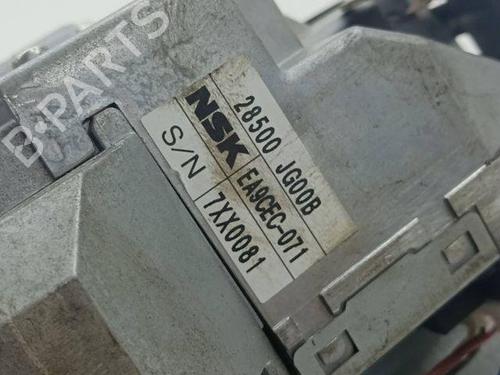 B-PARTS
28500 JG00B
NSK EA9CEC-071
S/N 7XX0081